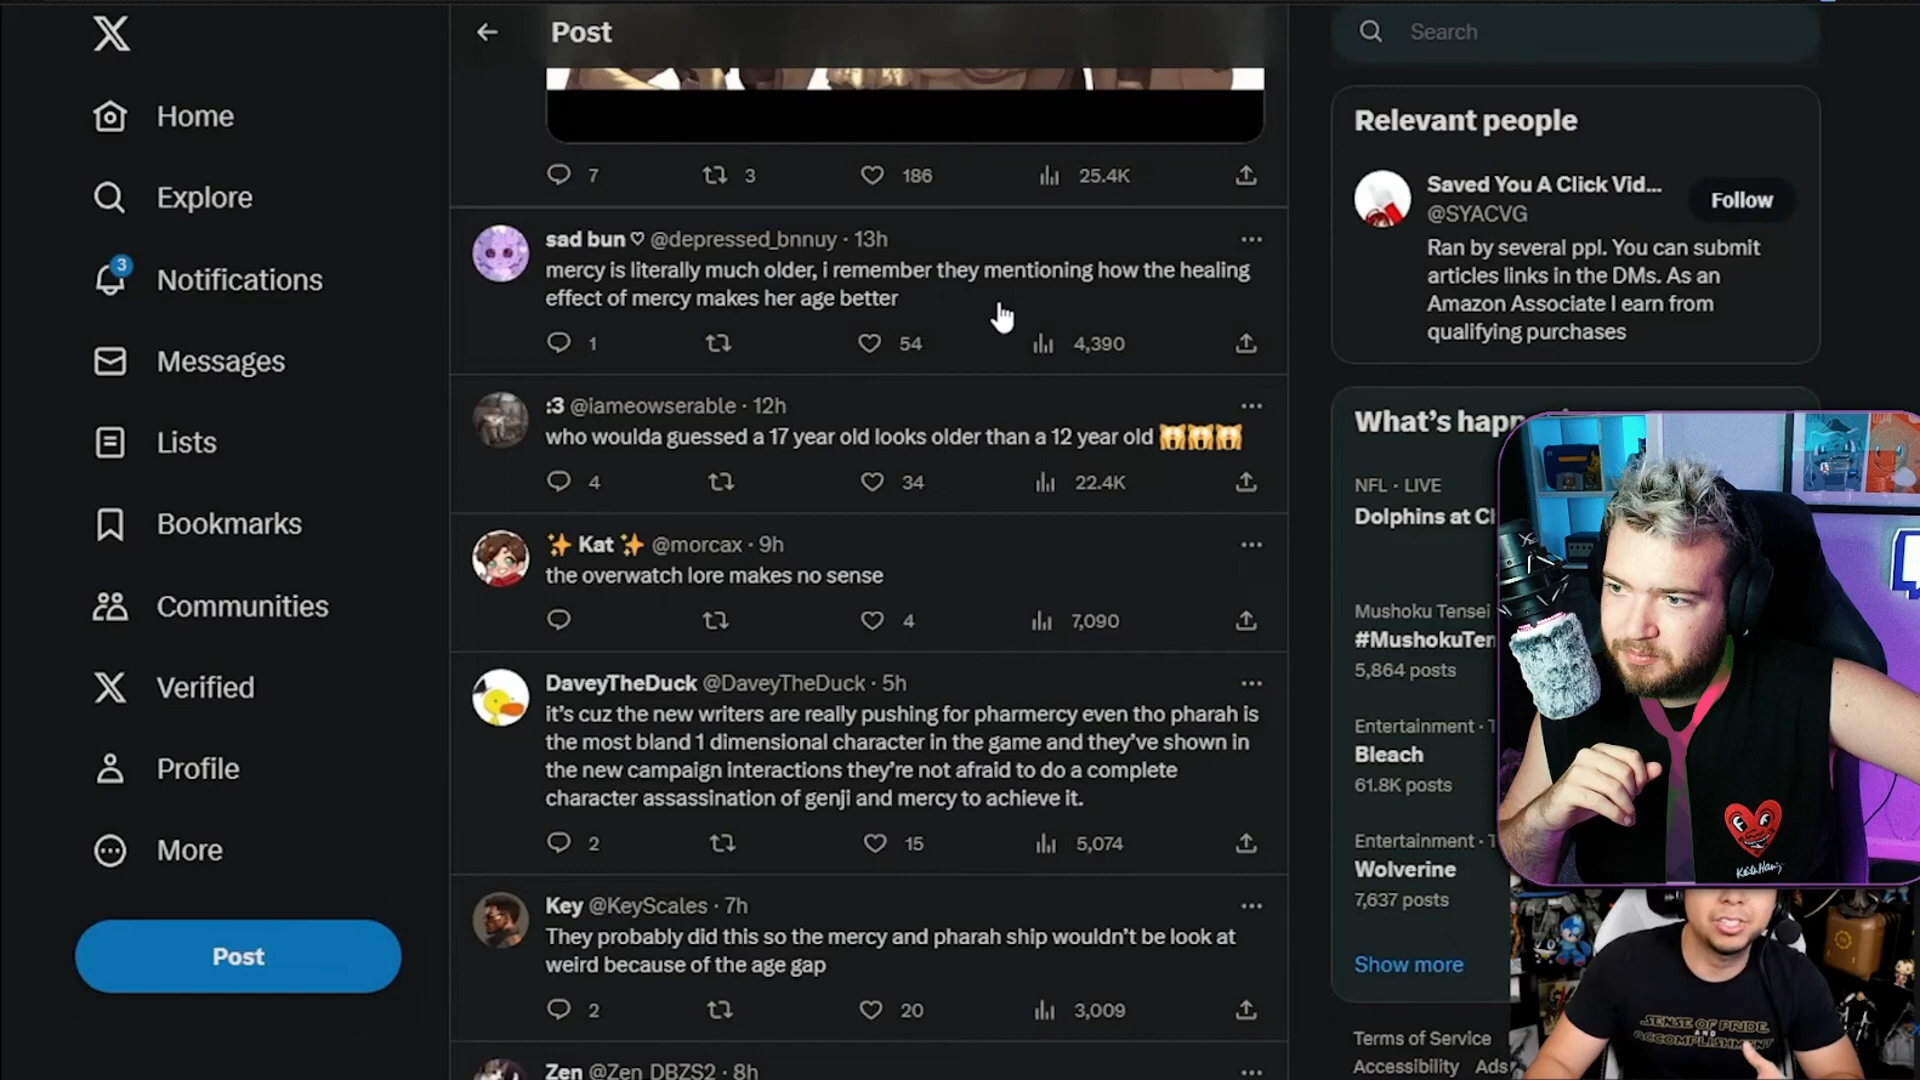 Home
Explore
3
Notifications
Messages
Lists
Bookmarks
Communities
Verified
Profile
More
Post
Post
7 3 186 25.4K
sad bun ♡ @depressed_bnnuy · 13h
mercy is literally much older, i remember they mentioning how the healing
effect of mercy makes her age better
1 54 4,390
:3 @iameowserable · 12h
who woulda guessed a 17 year old looks older than a 12 year old 🙀🙀🙀
4 34 22.4K
✨ Kat ✨ @morcax · 9h
the overwatch lore makes no sense
4 7,090
DaveyTheDuck @DaveyTheDuck · 5h
it's cuz the new writers are really pushing for pharmercy even tho pharah is
the most bland 1 dimensional character in the game and they've shown in
the new campaign interactions they're not afraid to do a complete
character assassination of genji and mercy to achieve it.
2 15 5,074
Key @KeyScales · 7h
They probably did this so the mercy and pharah ship wouldn't be look at
weird because of the age gap
2 20 3,009
Zen @Zen_DBZS2 · 8h
Search
Relevant people
Saved You A Click Vid...
@SYACVG
Follow
Ran by several ppl. You can submit
articles links in the DMs. As an
Amazon Associate I earn from
qualifying purchases
What's happ
NFL · LIVE
Dolphins at C
Mushoku Tensei
#MushokuTen
5,864 posts
Entertainment ·
Bleach
61.8K posts
Entertainment ·
Wolverine
7,637 posts
Show more
Terms of Service
Accessibility Ads
SENSE OF PRIDE
AND
ACCOMPLISHMENT